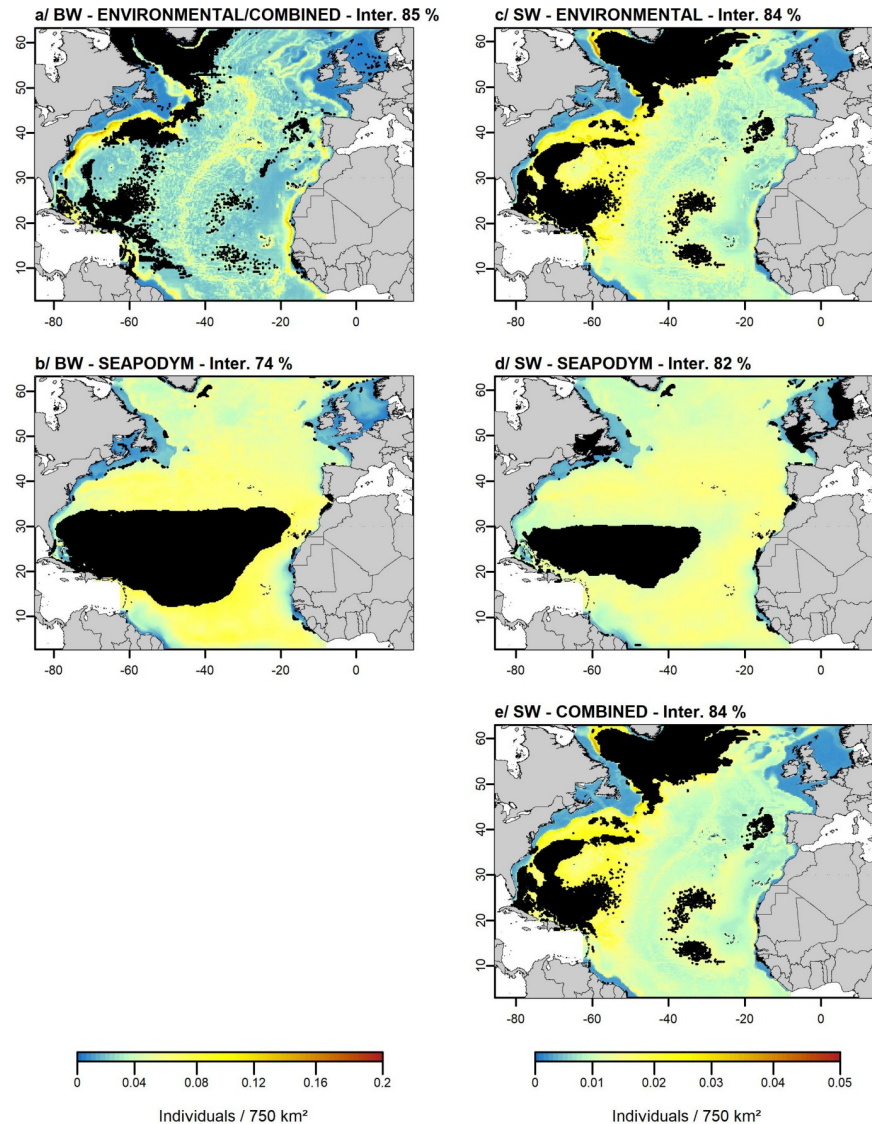 a/ BW - ENVIRONMENTAL/COMBINED - Inter. 85 %
60
50
40
30
20
10
-80 -60 -40 -20 0
c/ SW - ENVIRONMENTAL - Inter. 84 %
60
50
40
30
20
10
-80 -60 -40 -20 0
b/ BW - SEAPODYM - Inter. 74 %
60
50
40
30
20
10
-80 -60 -40 -20 0
d/ SW - SEAPODYM - Inter. 82 %
60
50
40
30
20
10
-80 -60 -40 -20 0
e/ SW - COMBINED - Inter. 84 %
60
50
40
30
20
10
-80 -60 -40 -20 0
0 0.04 0.08 0.12 0.16 0.2
Individuals / 750 km²
0 0.01 0.02 0.03 0.04 0.05
Individuals / 750 km²